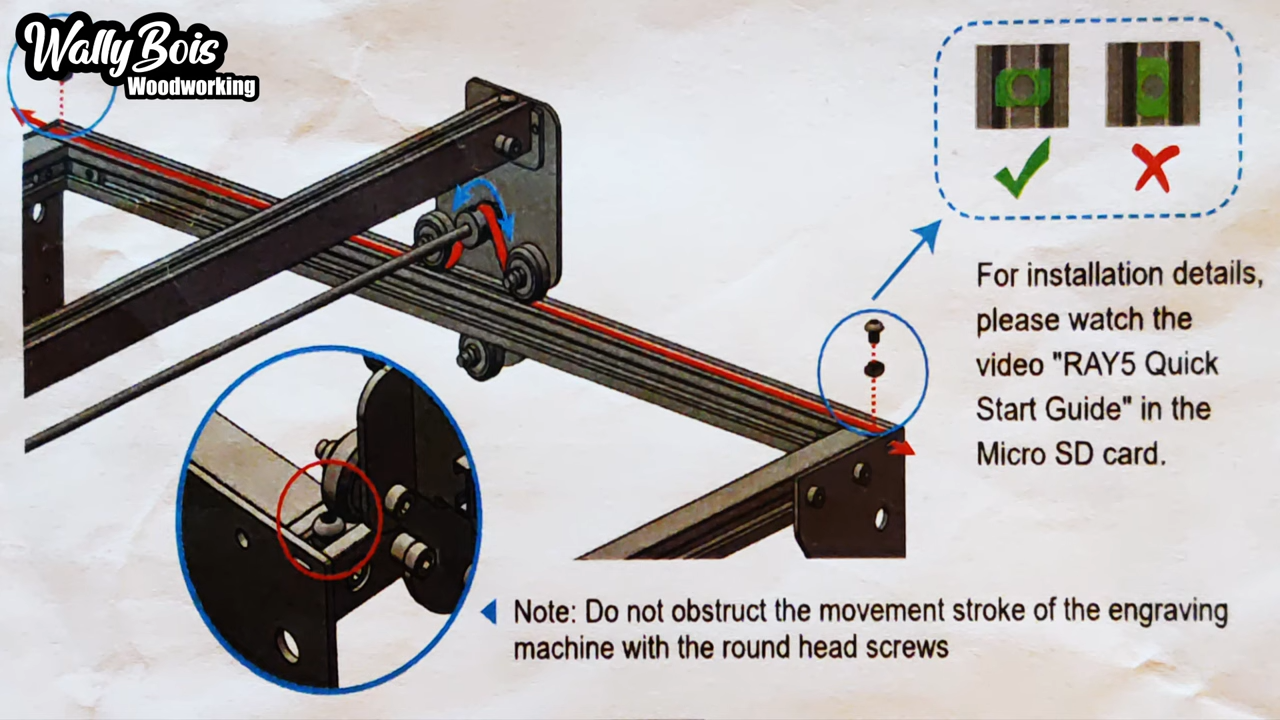 Wally Bois
Woodworking
For installation details,
please watch the
video "RAY5 Quick
Start Guide" in the
Micro SD card.
Note: Do not obstruct the movement stroke of the engraving
machine with the round head screws